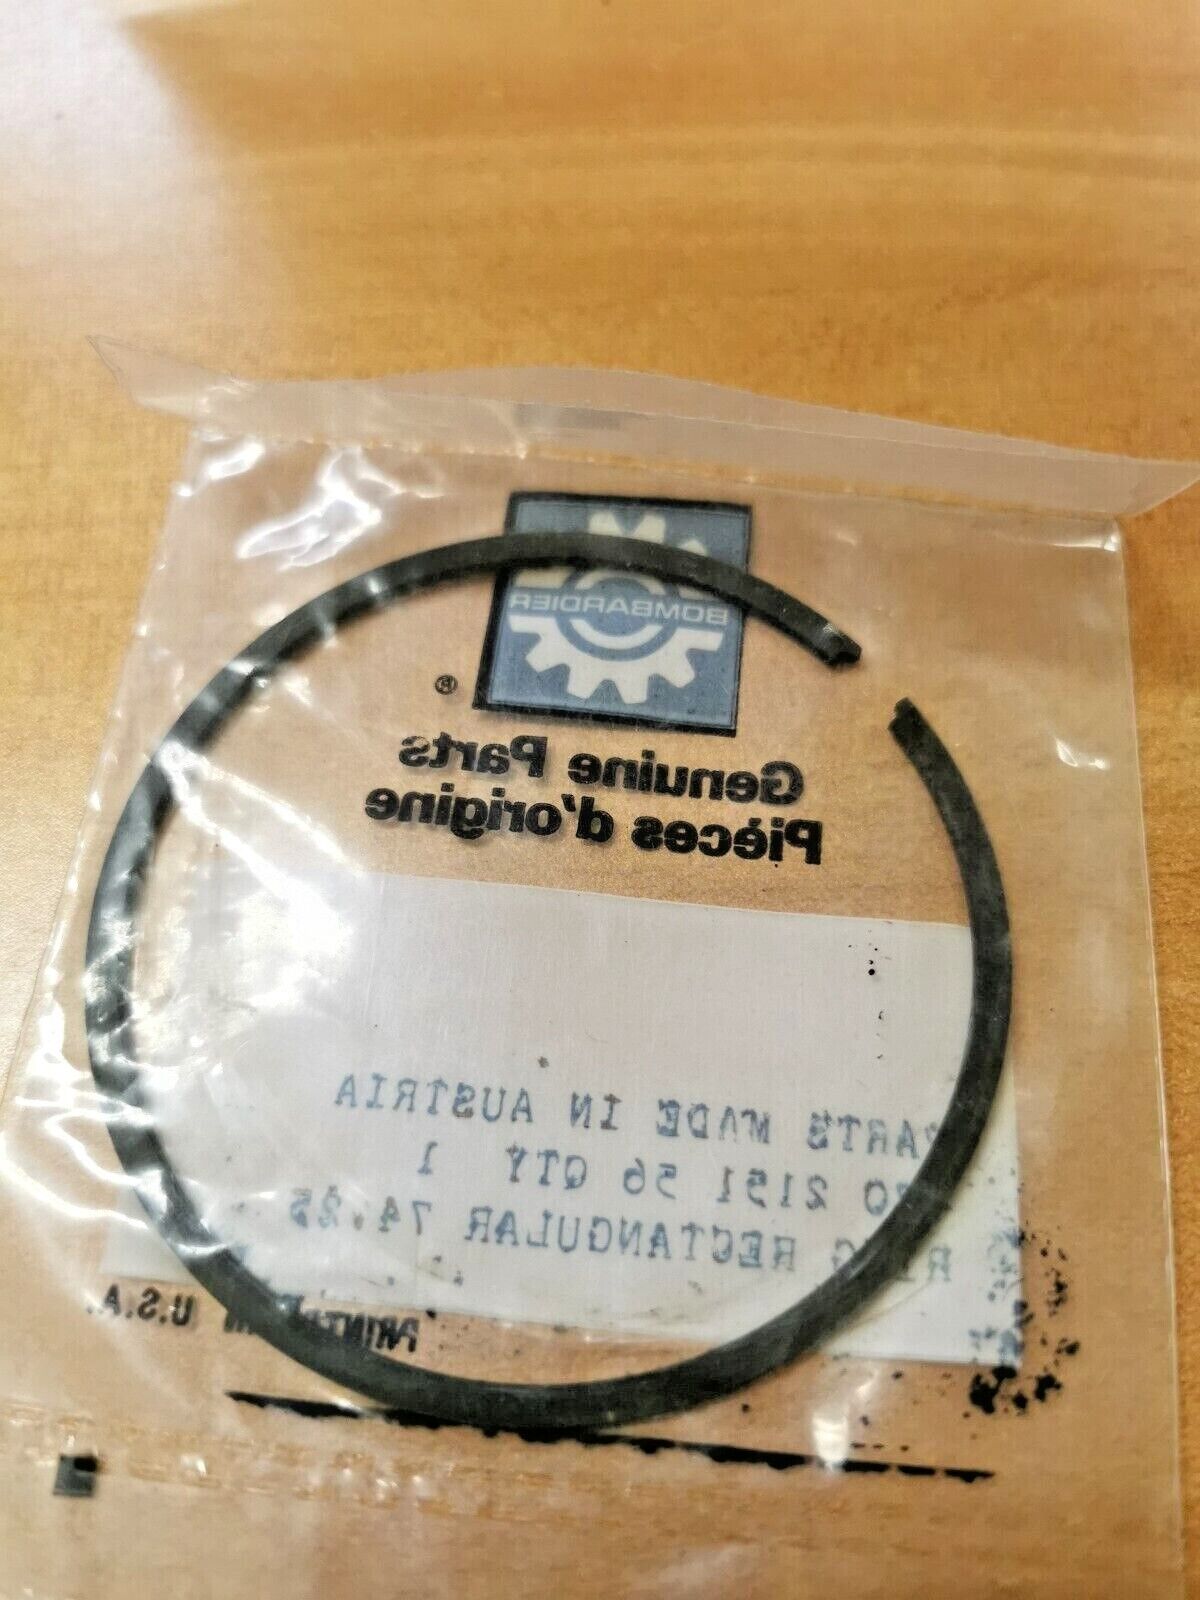 BOMBARDIER
®
Genuine Parts
Pièces d'origine
PARTS MADE IN AUSTRIA
2151 56 QTY 1
RECTANGULAR 74.25
PRINTED IN U.S.A.